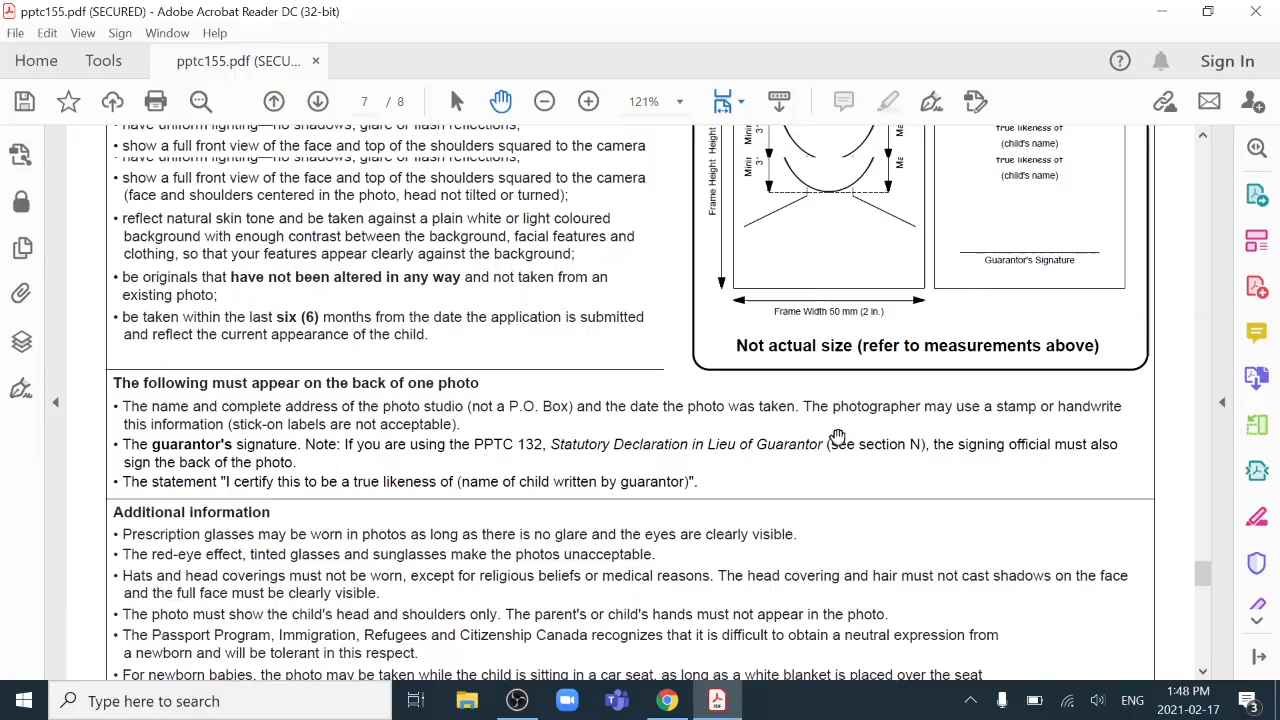 pptc155.pdf (SECURED) - Adobe Acrobat Reader DC (32-bit)
File Edit View Sign Window Help
Home Tools pptc155.pdf (SECU... × Sign In
7 / 8 121%
• have uniform lighting—no shadows, glare or flash reflections;
• show a full front view of the face and top of the shoulders squared to the camera
• have uniform lighting—no shadows, glare or flash reflections;
• show a full front view of the face and top of the shoulders squared to the camera
(face and shoulders centered in the photo, head not tilted or turned);
• reflect natural skin tone and be taken against a plain white or light coloured
background with enough contrast between the background, facial features and
clothing, so that your features appear clearly against the background;
• be originals that have not been altered in any way and not taken from an
existing photo;
• be taken within the last six (6) months from the date the application is submitted
and reflect the current appearance of the child.
Frame Height Height
true likeness of
(child's name)
true likeness of
(child's name)
Guarantor's Signature
Frame Width 50 mm (2 in.)
Not actual size (refer to measurements above)
The following must appear on the back of one photo
• The name and complete address of the photo studio (not a P.O. Box) and the date the photo was taken. The photographer may use a stamp or handwrite
this information (stick-on labels are not acceptable).
• The guarantor's signature. Note: If you are using the PPTC 132, Statutory Declaration in Lieu of Guarantor (see section N), the signing official must also
sign the back of the photo.
• The statement "I certify this to be a true likeness of (name of child written by guarantor)".
Additional information
• Prescription glasses may be worn in photos as long as there is no glare and the eyes are clearly visible.
• The red-eye effect, tinted glasses and sunglasses make the photos unacceptable.
• Hats and head coverings must not be worn, except for religious beliefs or medical reasons. The head covering and hair must not cast shadows on the face
and the full face must be clearly visible.
• The photo must show the child's head and shoulders only. The parent's or child's hands must not appear in the photo.
• The Passport Program, Immigration, Refugees and Citizenship Canada recognizes that it is difficult to obtain a neutral expression from
a newborn and will be tolerant in this respect.
• For newborn babies, the photo may be taken while the child is sitting in a car seat, as long as a white blanket is placed over the seat
Type here to search
ENG
1:48 PM
2021-02-17
3